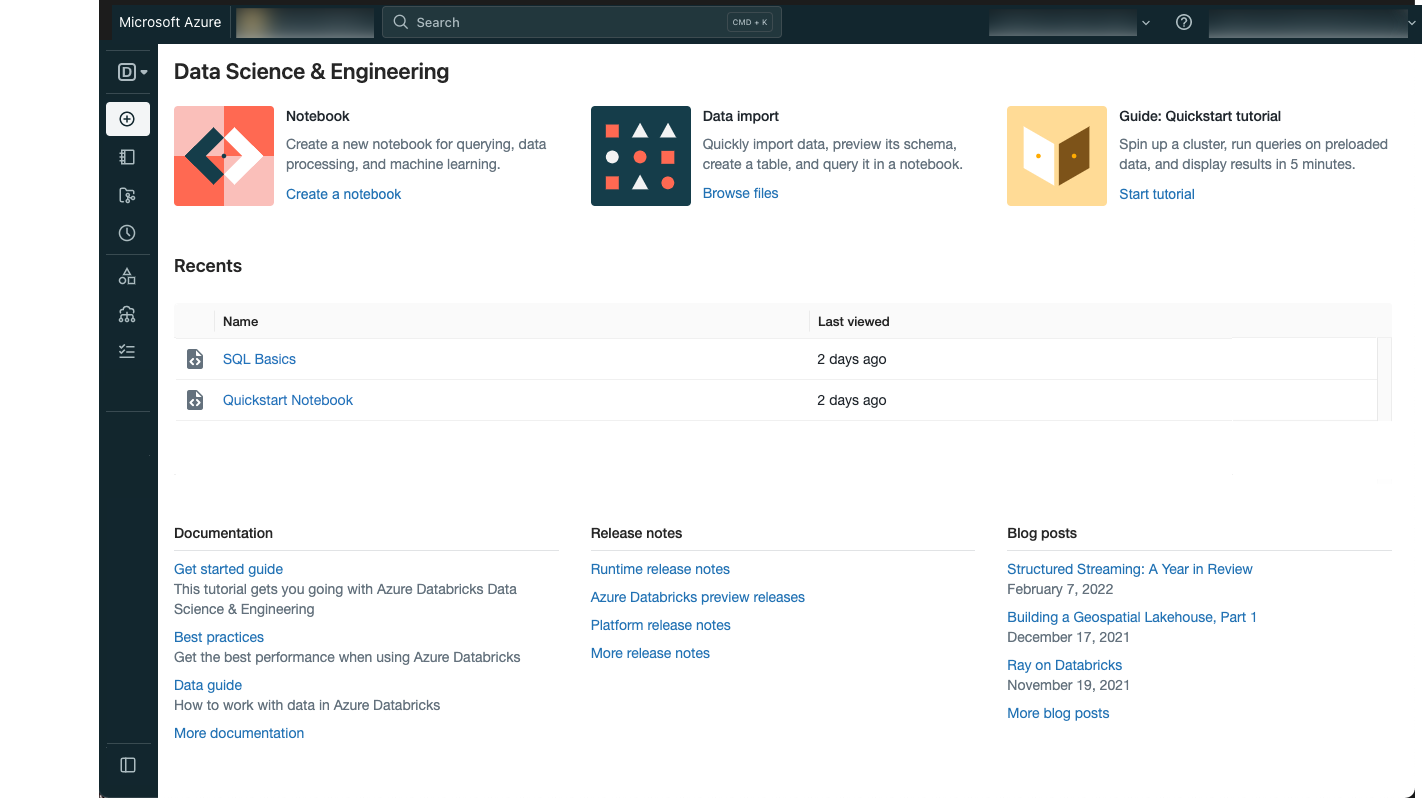 Microsoft Azure
Search
CMD + K
D
Data Science & Engineering
Notebook
Create a new notebook for querying, data
processing, and machine learning.
Create a notebook
Data import
Quickly import data, preview its schema,
create a table, and query it in a notebook.
Browse files
Guide: Quickstart tutorial
Spin up a cluster, run queries on preloaded
data, and display results in 5 minutes.
Start tutorial
Recents
Name Last viewed
SQL Basics 2 days ago
Quickstart Notebook 2 days ago
Documentation
Get started guide
This tutorial gets you going with Azure Databricks Data
Science & Engineering
Best practices
Get the best performance when using Azure Databricks
Data guide
How to work with data in Azure Databricks
More documentation
Release notes
Runtime release notes
Azure Databricks preview releases
Platform release notes
More release notes
Blog posts
Structured Streaming: A Year in Review
February 7, 2022
Building a Geospatial Lakehouse, Part 1
December 17, 2021
Ray on Databricks
November 19, 2021
More blog posts